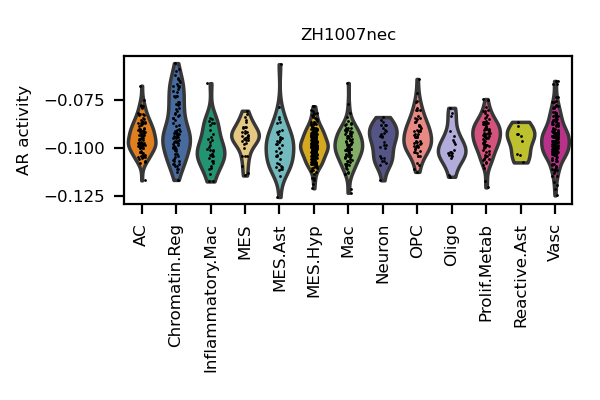 ZH1007nec
AR activity
−0.075
−0.100
−0.125
AC
Chromatin.Reg
Inflammatory.Mac
MES
MES.Ast
MES.Hyp
Mac
Neuron
OPC
Oligo
Prolif.Metab
Reactive.Ast
Vasc